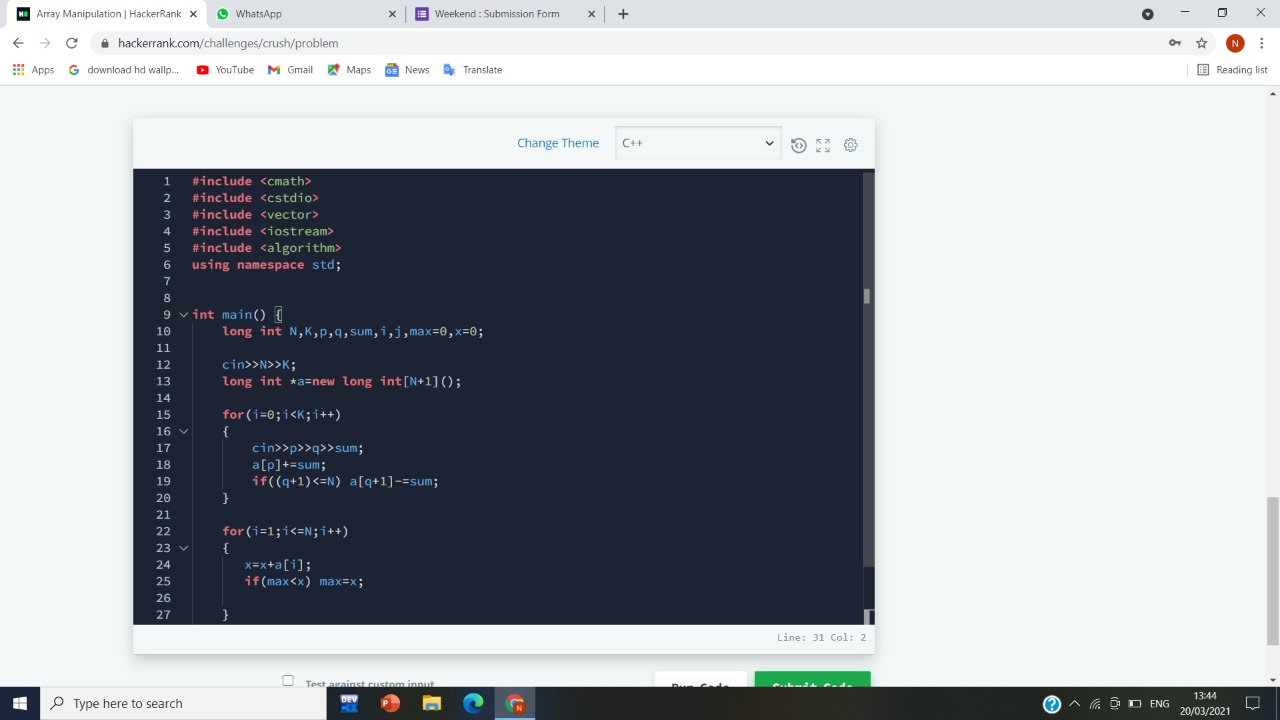 Array Manipulation | HackerRank
WhatsApp
Weekend : Submission Form
hackerrank.com/challenges/crush/problem
N
Apps
download hd wallp...
YouTube
Gmail
Maps
News
Translate
Reading list
Change Theme
C++
1 #include <cmath>
2 #include <cstdio>
3 #include <vector>
4 #include <iostream>
5 #include <algorithm>
6 using namespace std;
7
8
9 int main() {
10 long int N,K,p,q,sum,i,j,max=0,x=0;
11
12 cin>>N>>K;
13 long int *a=new long int[N+1]();
14
15 for(i=0;i<K;i++)
16 {
17 cin>>p>>q>>sum;
18 a[p]+=sum;
19 if((q+1)<=N) a[q+1]-=sum;
20 }
21
22 for(i=1;i<=N;i++)
23 {
24 x=x+a[i];
25 if(max<x) max=x;
26
27 }
Line: 31 Col: 2
Test against custom input
Run Code
Submit Code
Type here to search
DEV
ENG
13:44
20/03/2021